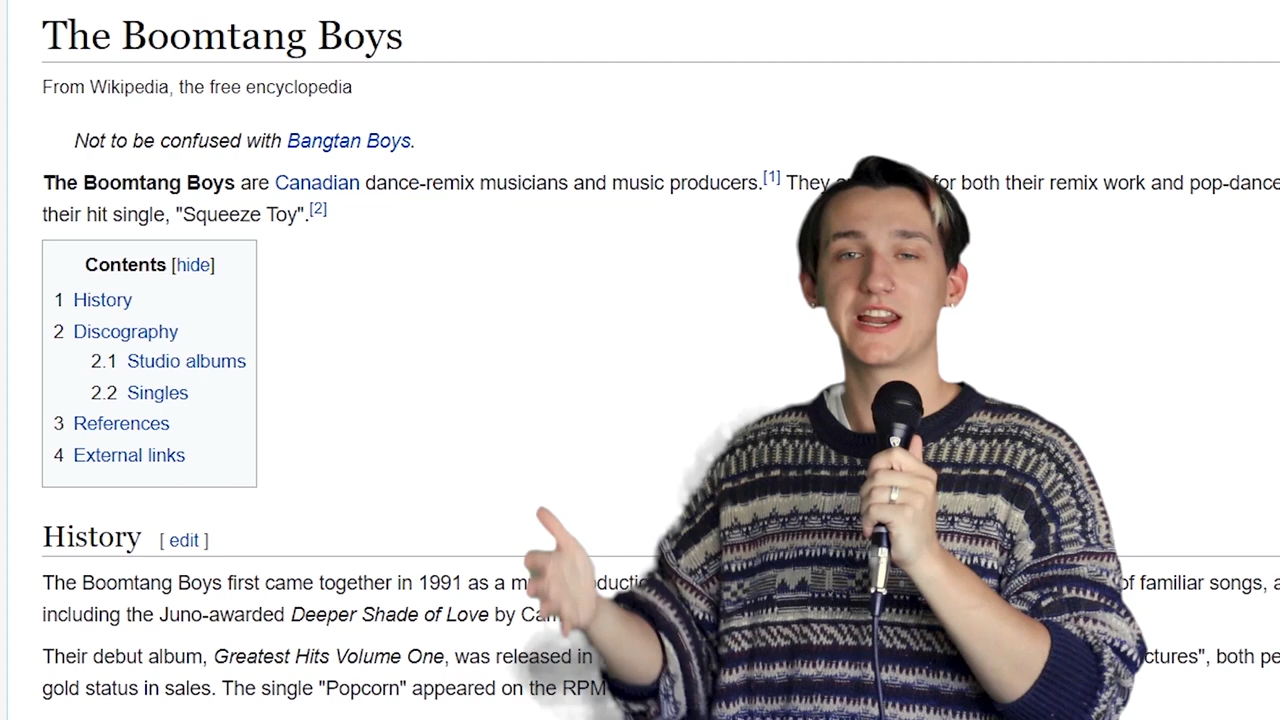 The Boomtang Boys
From Wikipedia, the free encyclopedia
Not to be confused with Bangtan Boys.
The Boomtang Boys are Canadian dance-remix musicians and music producers.[1] They for both their remix work and pop-dance
their hit single, "Squeeze Toy".[2]
Contents [hide]
1 History
2 Discography
2.1 Studio albums
2.2 Singles
3 References
4 External links
History [ edit ]
The Boomtang Boys first came together in 1991 as a of familiar songs,
including the Juno-awarded Deeper Shade of Love by
Their debut album, Greatest Hits Volume One, was released in both
gold status in sales. The single "Popcorn" appeared on the RPM